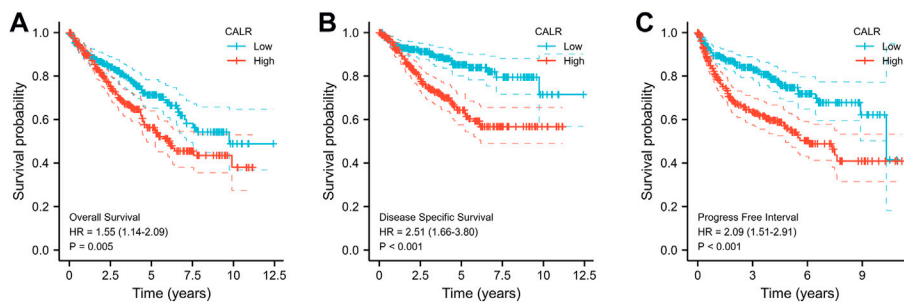 A
CALR
Low
High
Survival probability
1.0
0.8
0.6
0.4
0.2
0.0
Overall Survival
HR = 1.55 (1.14-2.09)
P = 0.005
0 2.5 5 7.5 10 12.5
Time (years)
B
CALR
Low
High
Survival probability
1.0
0.8
0.6
0.4
0.2
0.0
Disease Specific Survival
HR = 2.51 (1.66-3.80)
P < 0.001
0 2.5 5 7.5 10 12.5
Time (years)
C
CALR
Low
High
Survival probability
1.0
0.8
0.6
0.4
0.2
0.0
Progress Free Interval
HR = 2.09 (1.51-2.91)
P < 0.001
0 3 6 9
Time (years)